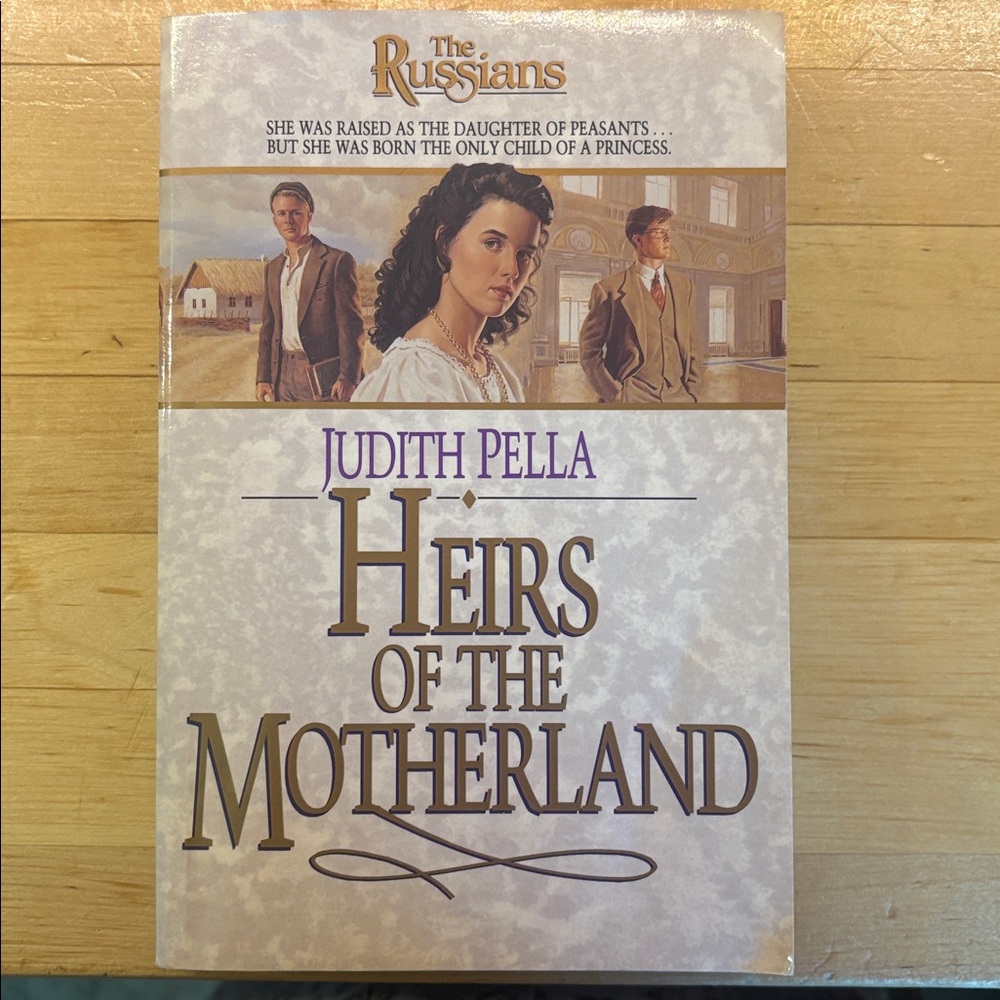 The
Russians
SHE WAS RAISED AS THE DAUGHTER OF PEASANTS . . .
BUT SHE WAS BORN THE ONLY CHILD OF A PRINCESS.
JUDITH PELLA
HEIRS
OF THE
MOTHERLAND